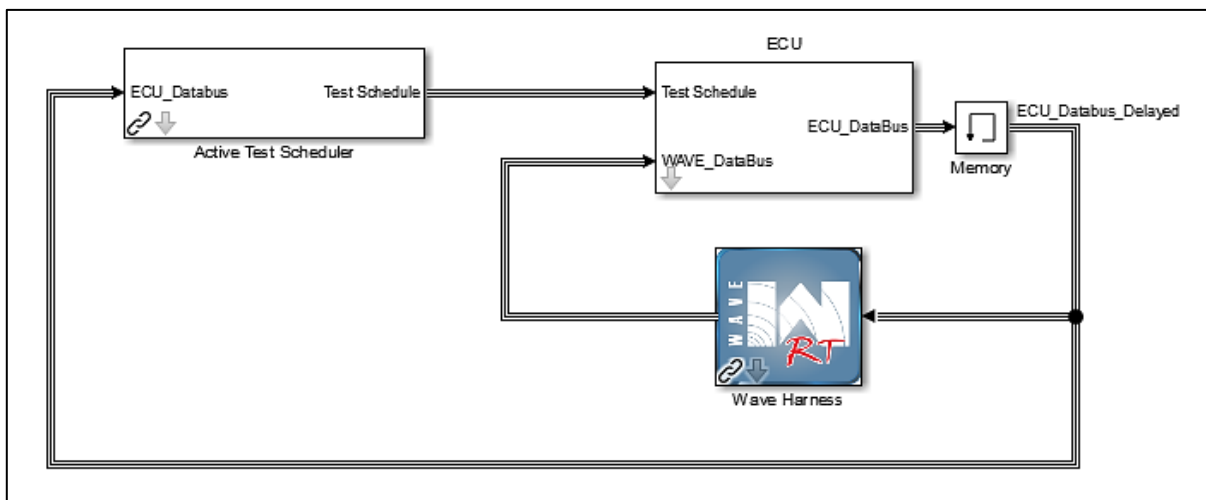 ECU
ECU_Databus
Test Schedule
Active Test Scheduler
Test Schedule
ECU_DataBus
WAVE_DataBus
ECU_Databus_Delayed
Memory
WAVE
RT
Wave Harness